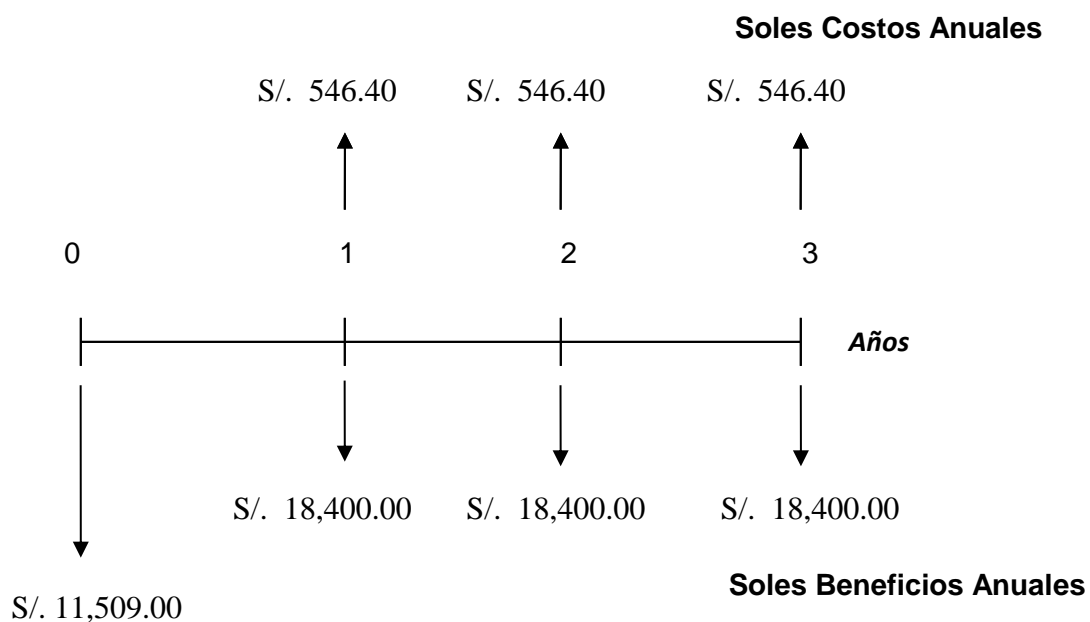 Soles Costos Anuales
S/. 546.40 S/. 546.40 S/. 546.40
0 1 2 3
Años
S/. 18,400.00 S/. 18,400.00 S/. 18,400.00
Soles Beneficios Anuales
S/. 11,509.00